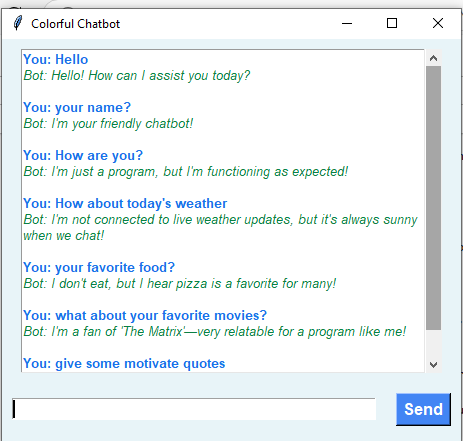 Colorful Chatbot
You: Hello
Bot: Hello! How can I assist you today?
You: your name?
Bot: I'm your friendly chatbot!
You: How are you?
Bot: I'm just a program, but I'm functioning as expected!
You: How about today's weather
Bot: I'm not connected to live weather updates, but it's always sunny
when we chat!
You: your favorite food?
Bot: I don't eat, but I hear pizza is a favorite for many!
You: what about your favorite movies?
Bot: I'm a fan of 'The Matrix'—very relatable for a program like me!
You: give some motivate quotes
Send